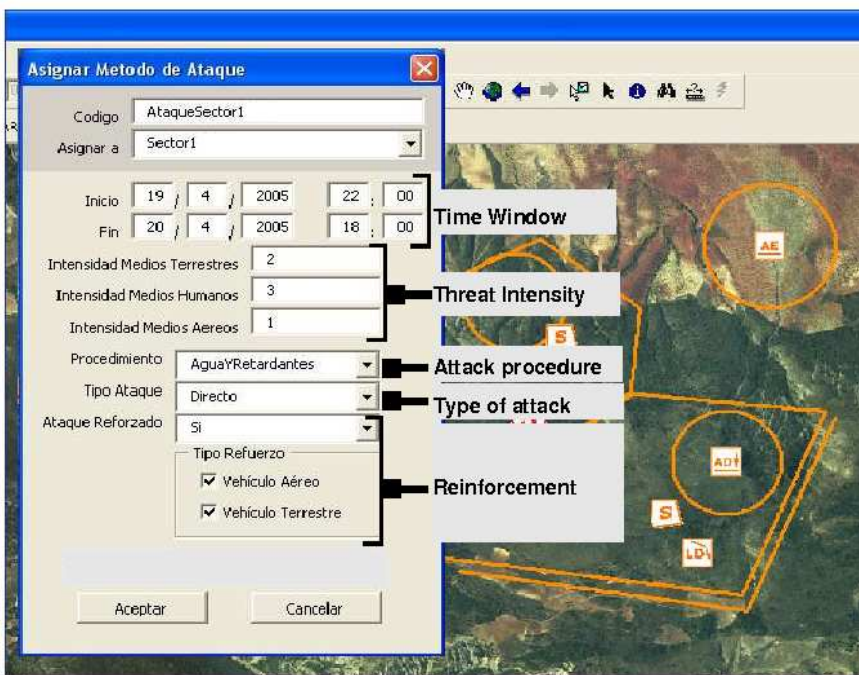 Asignar Metodo de Ataque
Codigo AtaqueSector1
Asignar a Sector1
Inicio 19 / 4 / 2005 22 : 00
Fin 20 / 4 / 2005 18 : 00
Time Window
Intensidad Medios Terrestres 2
Intensidad Medios Humanos 3
Intensidad Medios Aereos 1
Threat Intensity
Procedimiento AguaYRetardantes
Attack procedure
Tipo Ataque Directo
Type of attack
Ataque Reforzado Si
Tipo Refuerzo
Vehículo Aéreo
Vehículo Terrestre
Reinforcement
Aceptar Cancelar
AE
S
AD
S
LD